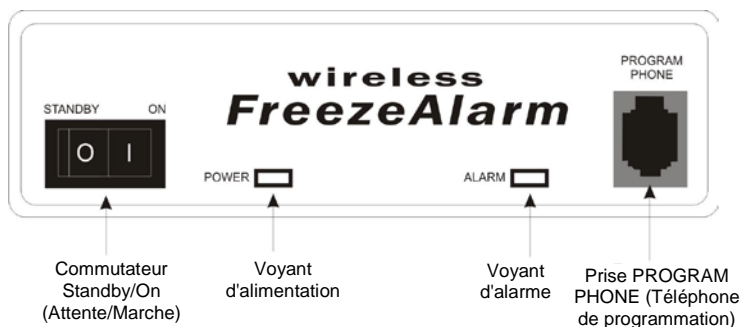 wireless
FreezeAlarm
PROGRAM
PHONE
STANDBY ON
O I
POWER
ALARM
Commutateur
Standby/On
(Attente/Marche)
Voyant
d'alimentation
Voyant
d'alarme
Prise PROGRAM
PHONE (Téléphone
de programmation)